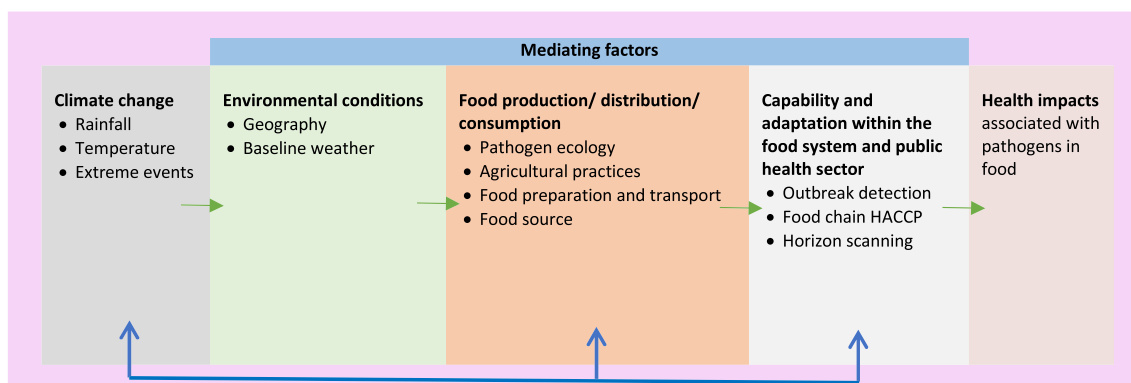 Mediating factors
Climate change
• Rainfall
• Temperature
• Extreme events
Environmental conditions
• Geography
• Baseline weather
Food production/ distribution/
consumption
• Pathogen ecology
• Agricultural practices
• Food preparation and transport
• Food source
Capability and
adaptation within the
food system and public
health sector
• Outbreak detection
• Food chain HACCP
• Horizon scanning
Health impacts
associated with
pathogens in
food